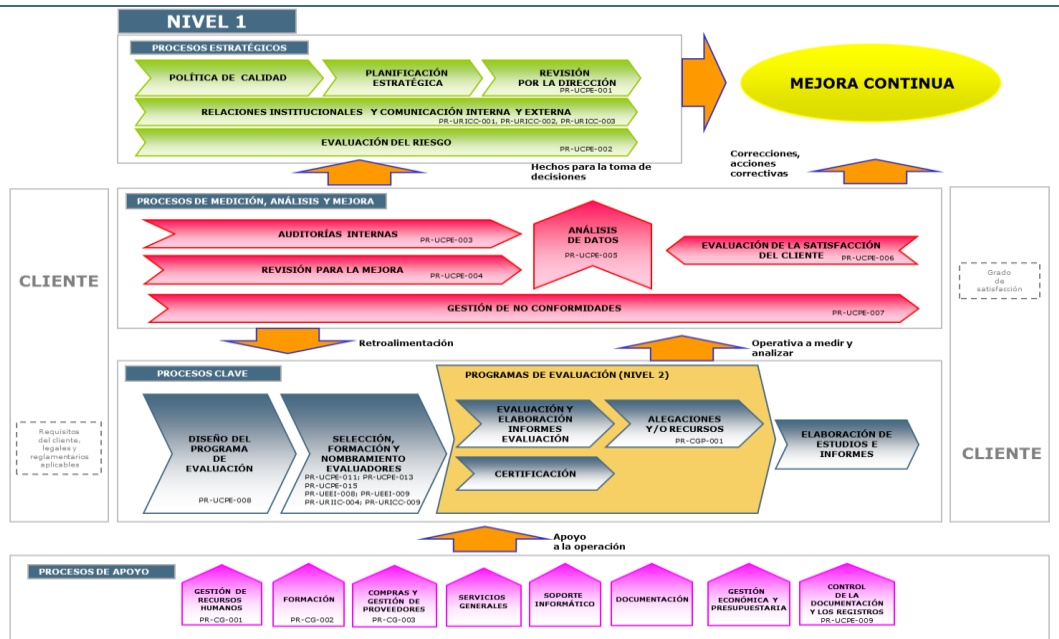 NIVEL 1
PROCESOS ESTRATÉGICOS
POLÍTICA DE CALIDAD
PLANIFICACIÓN
ESTRATÉGICA
REVISIÓN
POR LA DIRECCIÓN
PR-UCPE-001
RELACIONES INSTITUCIONALES Y COMUNICACIÓN INTERNA Y EXTERNA
PR-URICC-001, PR-URICC-002, PR-URICC-003
EVALUACIÓN DEL RIESGO
PR-UCPE-002
MEJORA CONTINUA
Hechos para la toma de
decisiones
Correcciones,
acciones
correctivas
CLIENTE
Requisitos
del cliente,
legales y
reglamentarios
aplicables
PROCESOS DE MEDICIÓN, ANÁLISIS Y MEJORA
AUDITORÍAS INTERNAS
PR-UCPE-003
REVISIÓN PARA LA MEJORA
PR-UCPE-004
ANÁLISIS
DE DATOS
PR-UCPE-005
EVALUACIÓN DE LA SATISFACCIÓN
DEL CLIENTE
PR-UCPE-006
GESTIÓN DE NO CONFORMIDADES
PR-UCPE-007
Grado
de
satisfacción
CLIENTE
Retroalimentación
Operativa a medir y
analizar
PROCESOS CLAVE
DISEÑO DEL
PROGRAMA
DE
EVALUACIÓN
PR-UCPE-008
SELECCIÓN,
FORMACIÓN Y
NOMBRAMIENTO
EVALUADORES
PR-UCPE-011; PR-UCPE-013
PR-UCPE-015
PR-UEEI-008; PR-UEEI-009
PR-URIIC-004; PR-URICC-009
PROGRAMAS DE EVALUACIÓN (NIVEL 2)
EVALUACIÓN Y
ELABORACIÓN
INFORMES
EVALUACIÓN
ALEGACIONES
Y/O RECURSOS
PR-CGP-001
CERTIFICACIÓN
ELABORACIÓN DE
ESTUDIOS E
INFORMES
Apoyo
a la operación
PROCESOS DE APOYO
GESTIÓN DE
RECURSOS
HUMANOS
PR-CG-001
FORMACIÓN
PR-CG-002
COMPRAS Y
GESTIÓN DE
PROVEEDORES
PR-CG-003
SERVICIOS
GENERALES
SOPORTE
INFORMÁTICO
DOCUMENTACIÓN
GESTIÓN
ECONÓMICA Y
PRESUPUESTARIA
CONTROL
DE LA
DOCUMENTACIÓN
Y LOS REGISTROS
PR-UCPE-009